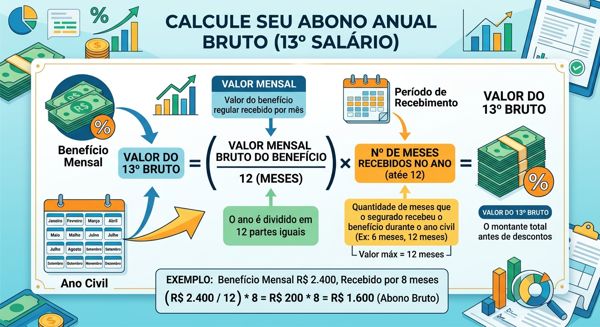 CALCULE SEU ABONO ANUAL
BRUTO (13º SALÁRIO)
Benefício
Mensal
VALOR DO
13º BRUTO
=
VALOR MENSAL
Valor do benefício
regular recebido por mês
VALOR MENSAL
BRUTO DO BENEFÍCIO
12 (MESES)
O ano é dividido em
12 partes iguais
×
Período de
Recebimento
Nº DE MESES
RECEBIDOS NO ANO
(atée 12)
Quantidade de meses que
o segurado recebeu o
benefício durante o ano civil
(Ex: 6 meses, 12 meses)
Valor máx = 12 meses
=
VALOR DO
13º BRUTO
%
VALOR DO 13º BRUTO
O montante total
antes de descontos
Ano Civil
EXEMPLO: Benefício Mensal R$ 2.400, Recebido por 8 meses
(R$ 2.400 / 12) * 8 = R$ 200 * 8 = R$ 1.600 (Abono Bruto)